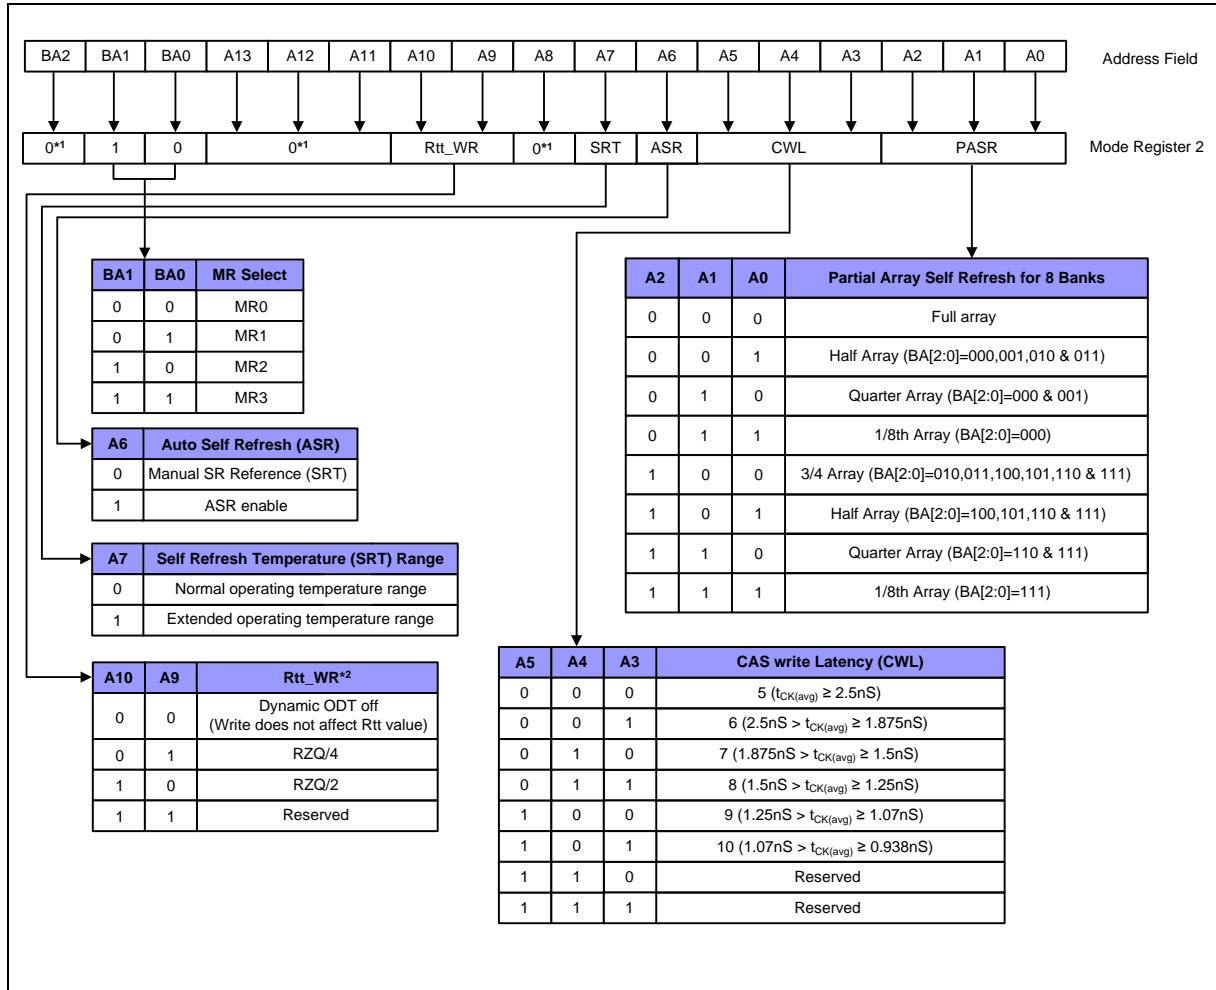 BA2 BA1 BA0 A13 A12 A11 A10 A9 A8 A7 A6 A5 A4 A3 A2 A1 A0 Address Field
0*1 1 0 0*1 Rtt_WR 0*1 SRT ASR CWL PASR Mode Register 2
BA1 BA0 MR Select
0 0 MR0
0 1 MR1
1 0 MR2
1 1 MR3
A6 Auto Self Refresh (ASR)
0 Manual SR Reference (SRT)
1 ASR enable
A7 Self Refresh Temperature (SRT) Range
0 Normal operating temperature range
1 Extended operating temperature range
A10 A9 Rtt_WR*2
0 0 Dynamic ODT off
(Write does not affect Rtt value)
0 1 RZQ/4
1 0 RZQ/2
1 1 Reserved
A2 A1 A0 Partial Array Self Refresh for 8 Banks
0 0 0 Full array
0 0 1 Half Array (BA[2:0]=000,001,010 & 011)
0 1 0 Quarter Array (BA[2:0]=000 & 001)
0 1 1 1/8th Array (BA[2:0]=000)
1 0 0 3/4 Array (BA[2:0]=010,011,100,101,110 & 111)
1 0 1 Half Array (BA[2:0]=100,101,110 & 111)
1 1 0 Quarter Array (BA[2:0]=110 & 111)
1 1 1 1/8th Array (BA[2:0]=111)
A5 A4 A3 CAS write Latency (CWL)
0 0 0 5 (tCK(avg) ≥ 2.5nS)
0 0 1 6 (2.5nS > tCK(avg) ≥ 1.875nS)
0 1 0 7 (1.875nS > tCK(avg) ≥ 1.5nS)
0 1 1 8 (1.5nS > tCK(avg) ≥ 1.25nS)
1 0 0 9 (1.25nS > tCK(avg) ≥ 1.07nS)
1 0 1 10 (1.07nS > tCK(avg) ≥ 0.938nS)
1 1 0 Reserved
1 1 1 Reserved